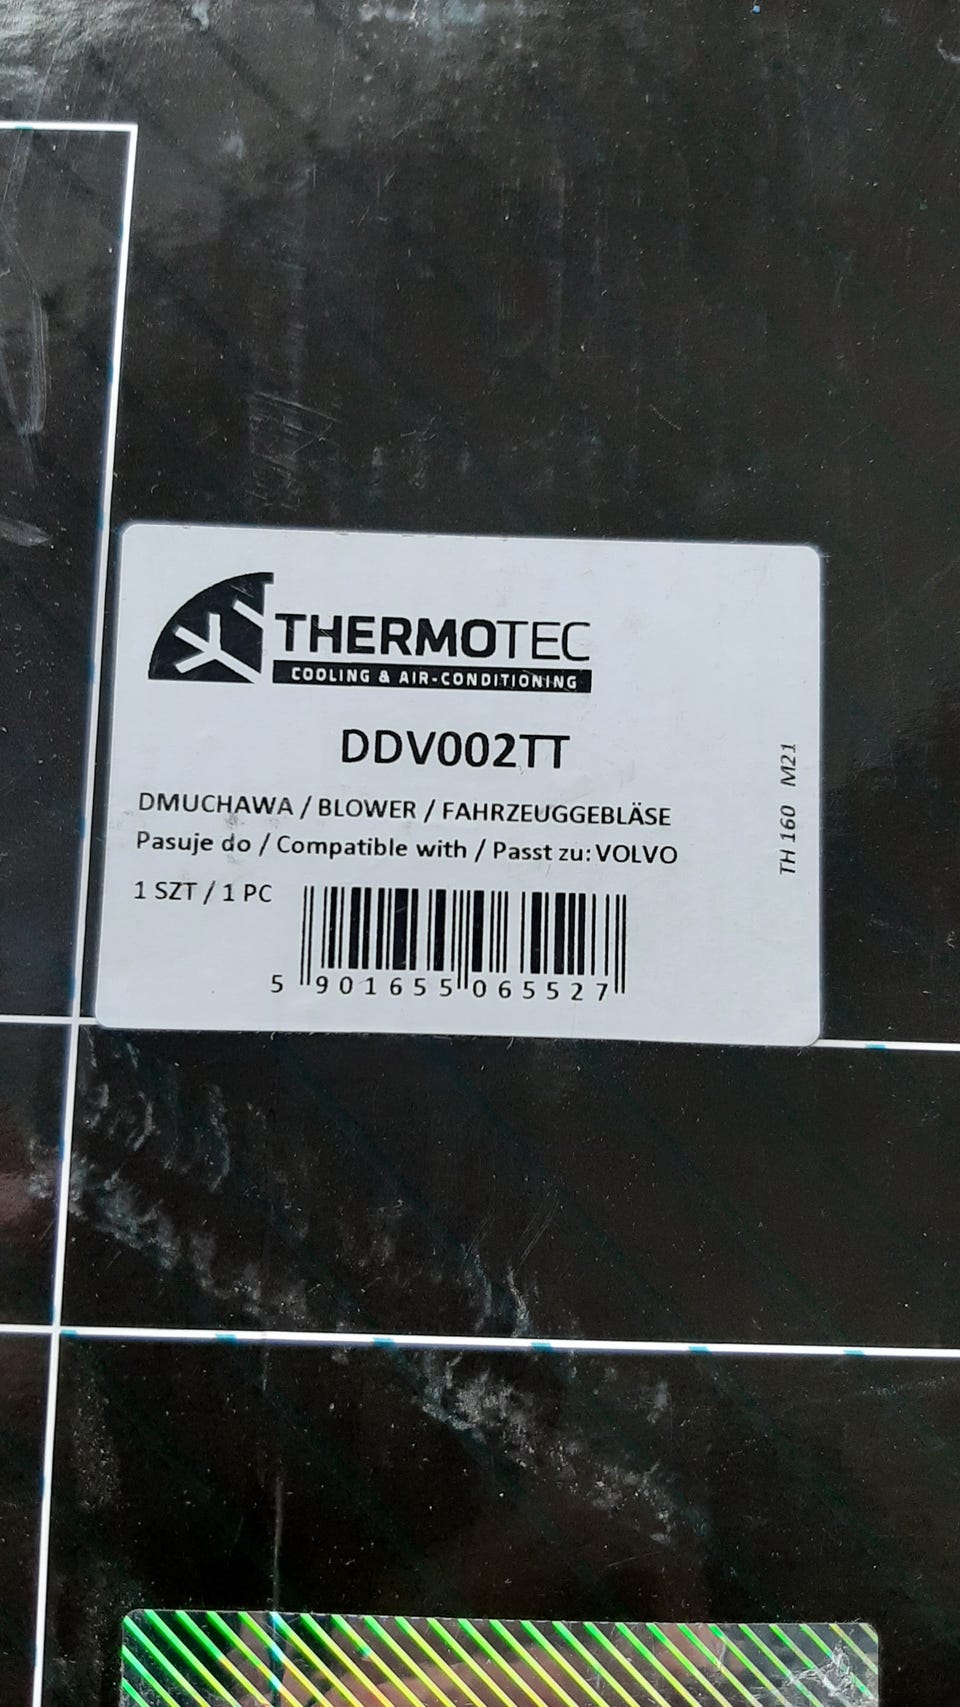 THERMOTEC
COOLING & AIR-CONDITIONING
DDV002TT
DMUCHAWA / BLOWER / FAHRZEUGGEBLÄSE
Pasuje do / Compatible with / Passt zu: VOLVO
1 SZT / 1 PC
5 901655 065527
TH 160 M21